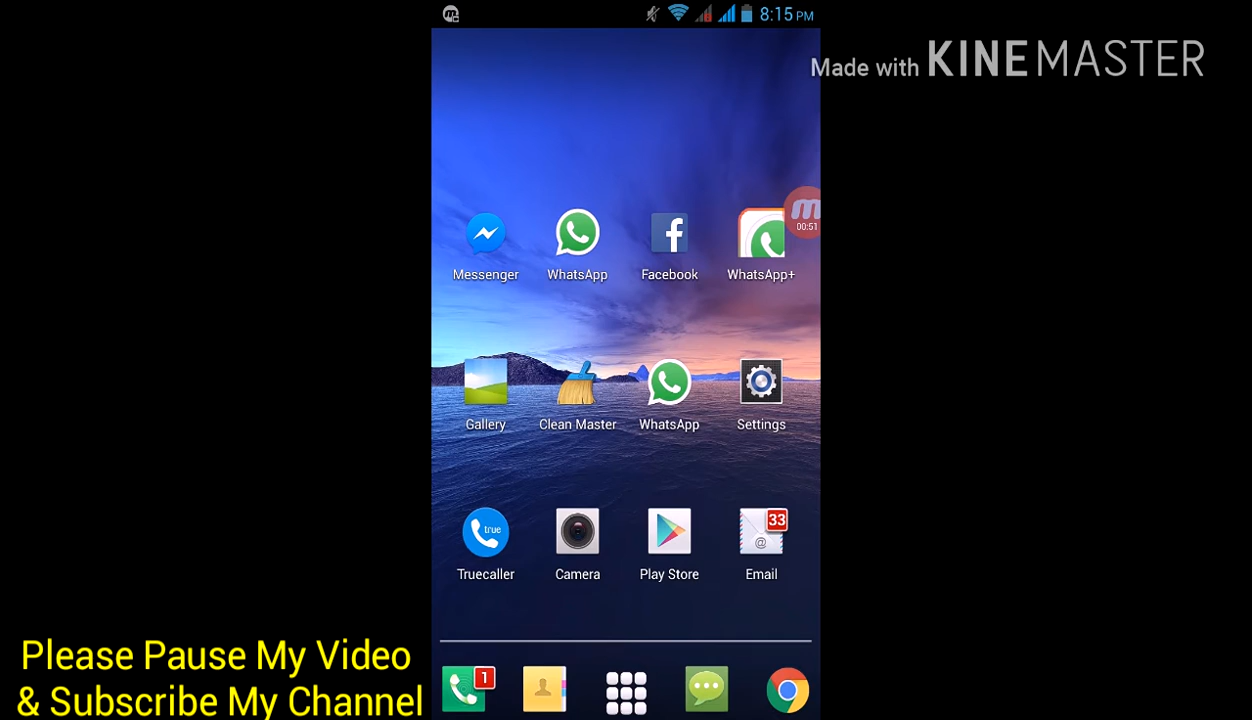 8:15 PM
Made with KINEMASTER
00:51
Messenger
WhatsApp
Facebook
WhatsApp+
Gallery
Clean Master
WhatsApp
Settings
true
33
@
Truecaller
Camera
Play Store
Email
1
Please Pause My Video
& Subscribe My Channel